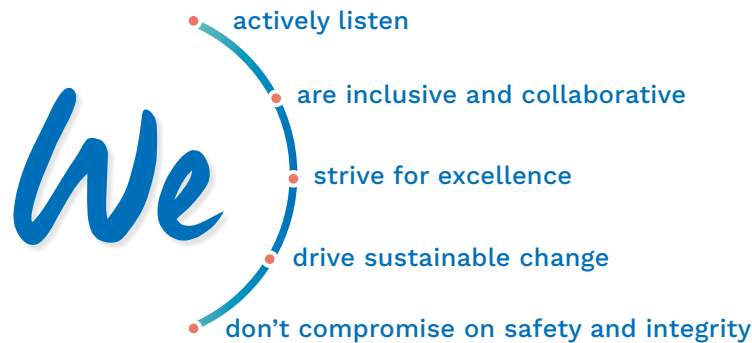 We
actively listen
are inclusive and collaborative
strive for excellence
drive sustainable change
don’t compromise on safety and integrity